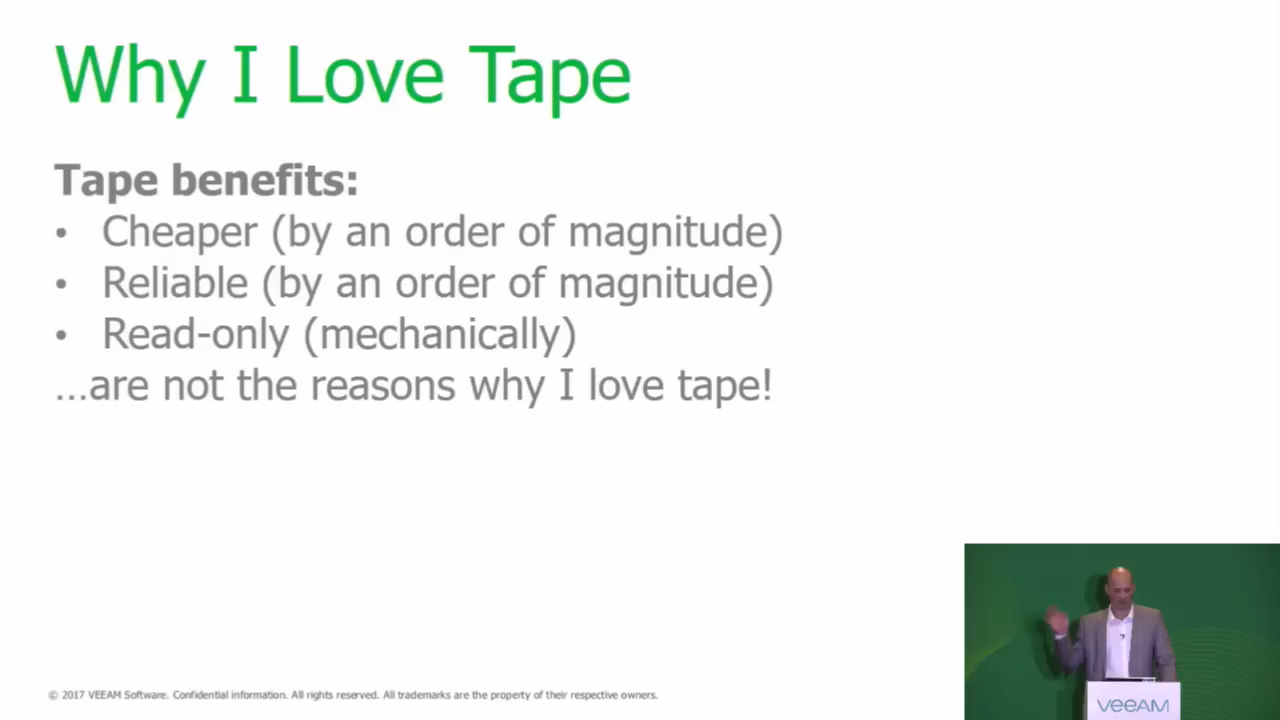 Why I Love Tape
Tape benefits:
• Cheaper (by an order of magnitude)
• Reliable (by an order of magnitude)
• Read-only (mechanically)
...are not the reasons why I love tape!
© 2017 VEEAM Software. Confidential information. All rights reserved. All trademarks are the property of their respective owners.
veeAM